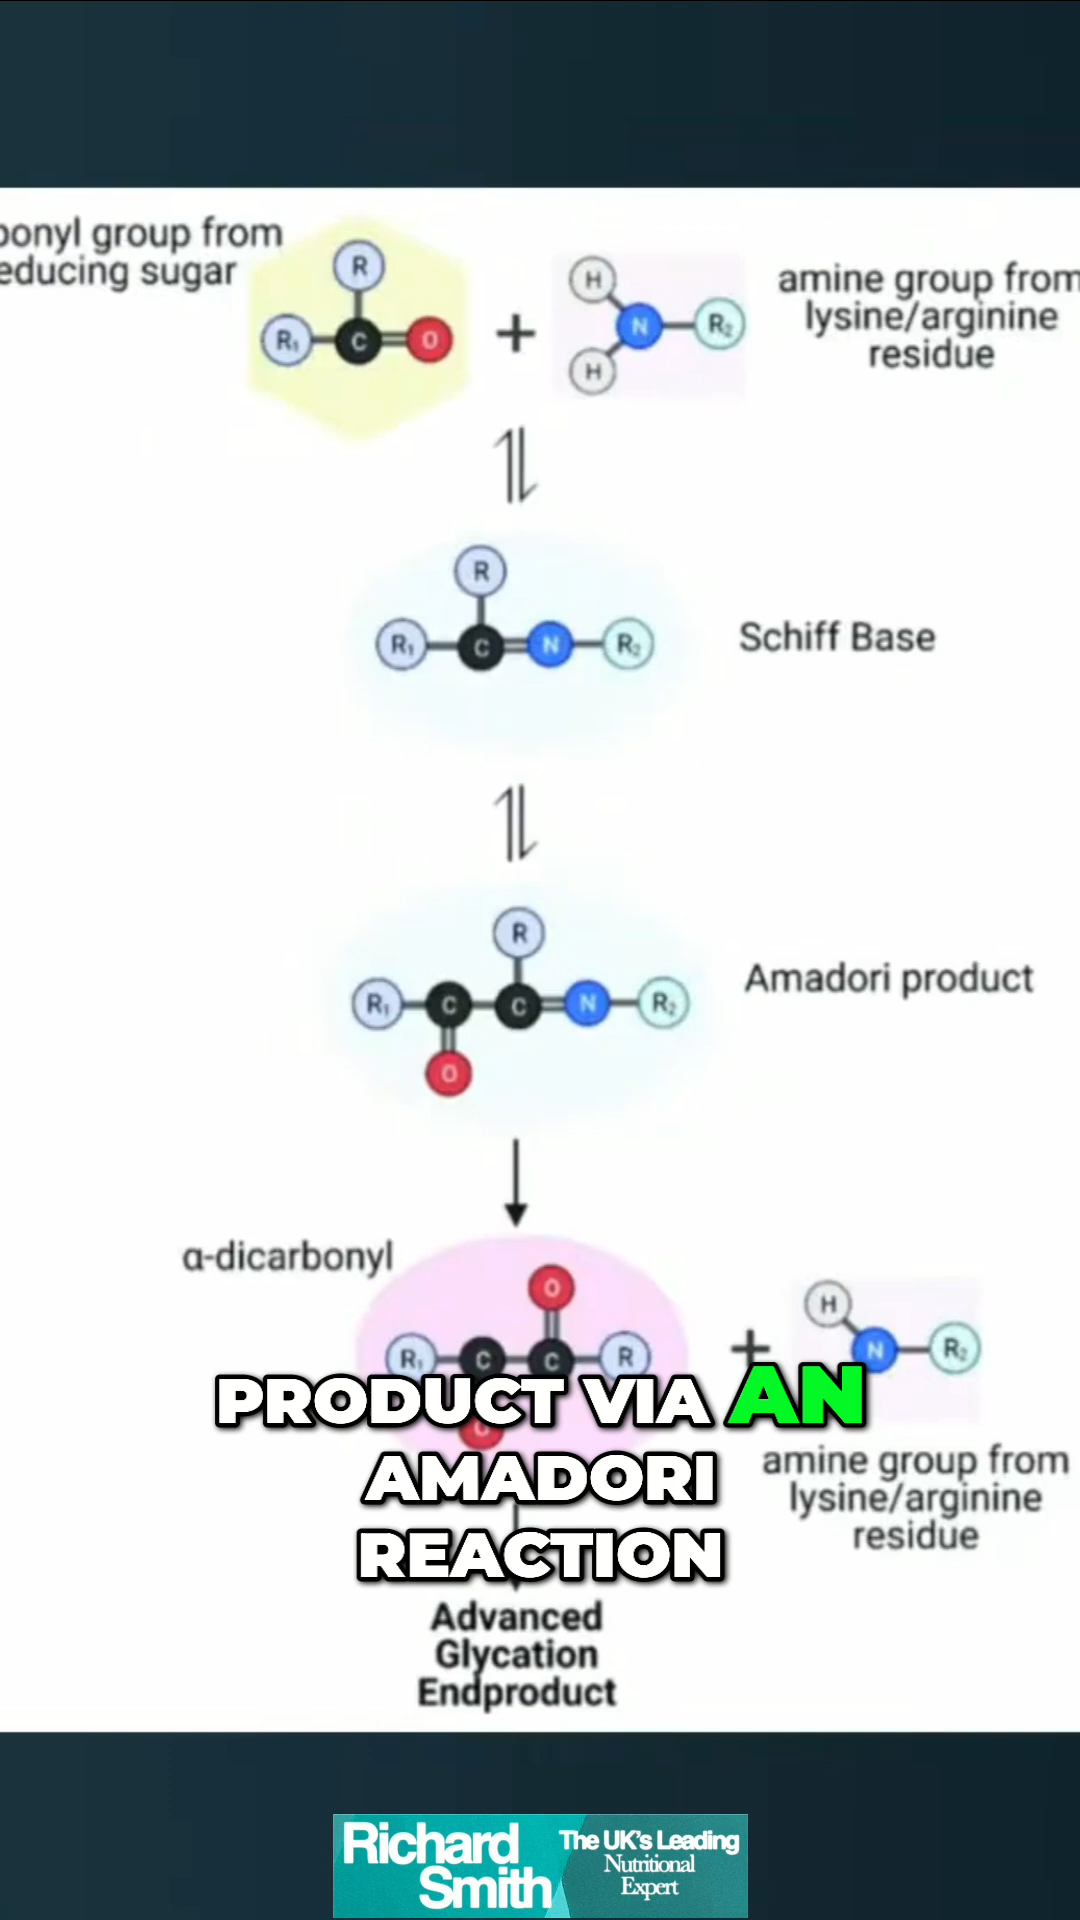 bonyl group from
educing sugar
R
R₁
C
O
+
H
N
R₂
H
amine group from
lysine/arginine
residue
R
R₁
C
N
R₂
Schiff Base
R
R₁
C
C
N
R₂
O
Amadori product
α-dicarbonyl
O
R₁
C
C
R
O
+
H
N
R₂
PRODUCT VIA AN
AMADORI
REACTION
amine group from
lysine/arginine
residue
Advanced
Glycation
Endproduct
Richard
Smith
The UK's Leading
Nutritional
Expert